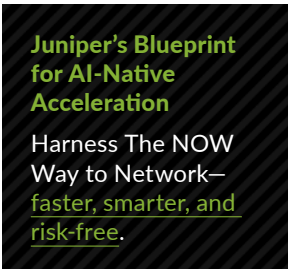 Juniper’s Blueprint
for AI-Native
Acceleration
Harness The NOW
Way to Network—
faster, smarter, and
risk-free.